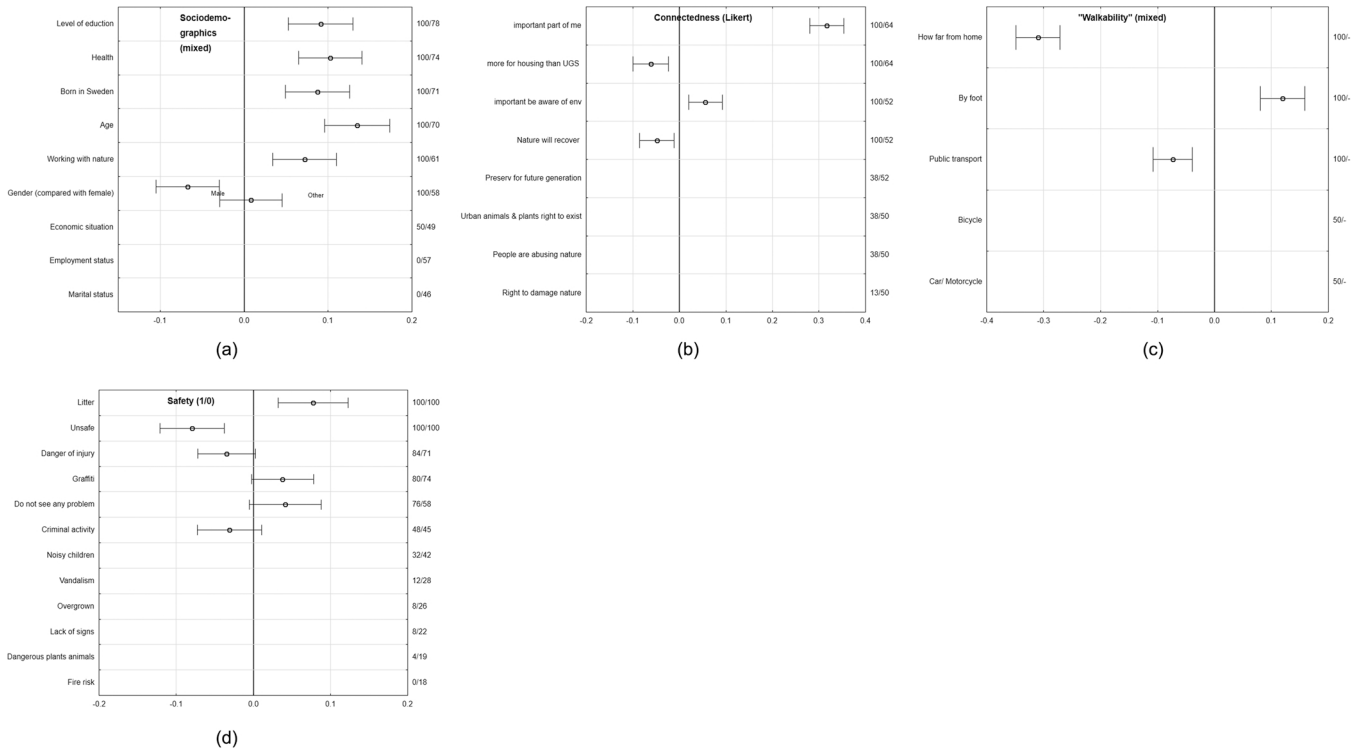 Sociodemo-
graphics
(mixed)
Level of eduction 100/78
Health 100/74
Born in Sweden 100/71
Age 100/70
Working with nature 100/61
Gender (compared with female) Male Other 100/58
Economic situation 50/49
Employment status 0/57
Marital status 0/46
-0.1 0.0 0.1 0.2
(a)
Connectedness (Likert)
important part of me 100/64
more for housing than UGS 100/64
important be aware of env 100/52
Nature will recover 100/52
Preserv for future generation 38/52
Urban animals & plants right to exist 38/50
People are abusing nature 38/50
Right to damage nature 13/50
-0.2 -0.1 0.0 0.1 0.2 0.3 0.4
(b)
"Walkability" (mixed)
How far from home 100/-
By foot 100/-
Public transport 100/-
Bicycle 50/-
Car/ Motorcycle 50/-
-0.4 -0.3 -0.2 -0.1 0.0 0.1 0.2
(c)
Safety (1/0)
Litter 100/100
Unsafe 100/100
Danger of injury 84/71
Graffiti 80/74
Do not see any problem 76/58
Criminal activity 48/45
Noisy children 32/42
Vandalism 12/28
Overgrown 8/26
Lack of signs 8/22
Dangerous plants animals 4/19
Fire risk 0/18
-0.2 -0.1 0.0 0.1 0.2
(d)